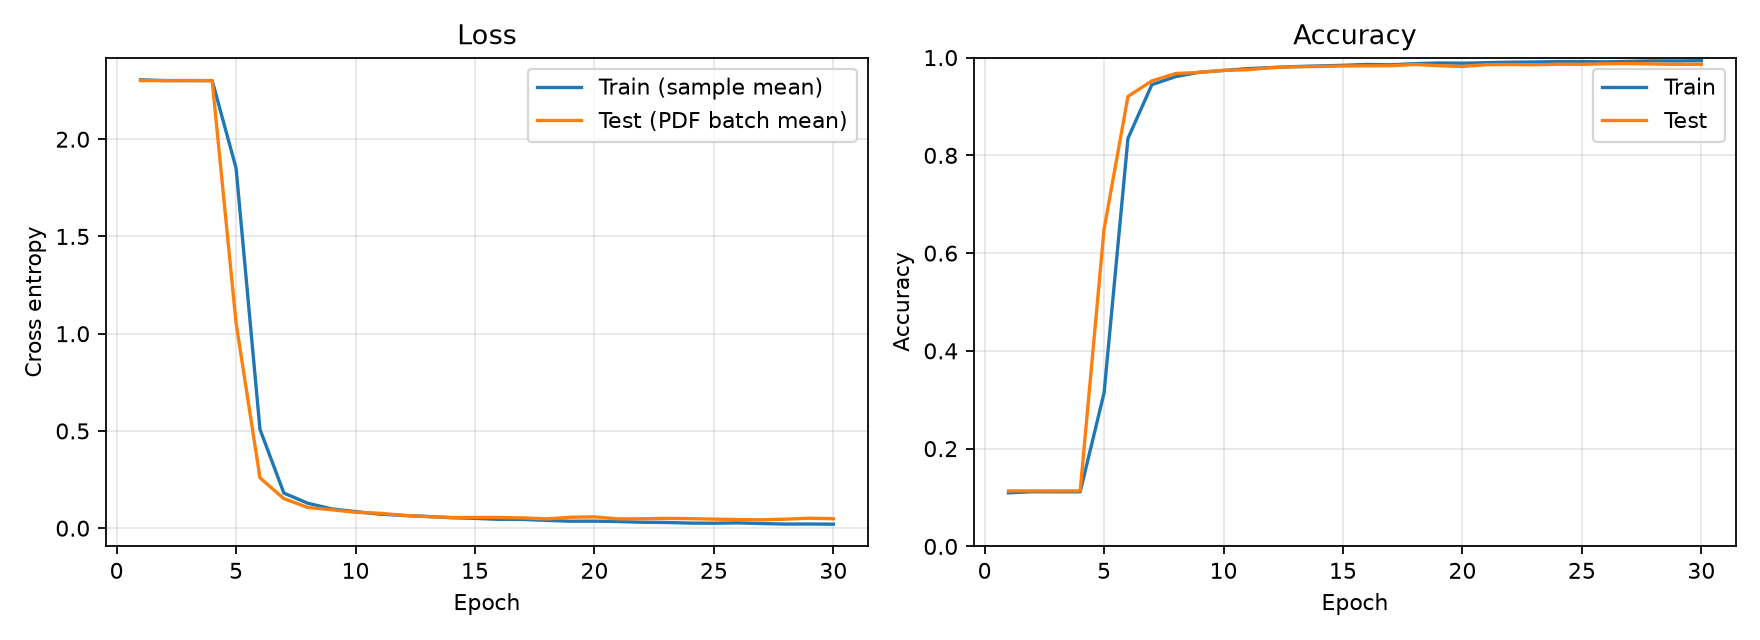 Loss
Train (sample mean)
Test (PDF batch mean)
2.0
1.5
1.0
0.5
0.0
Cross entropy
0 5 10 15 20 25 30
Epoch
Accuracy
Train
Test
1.0
0.8
0.6
0.4
0.2
0.0
Accuracy
0 5 10 15 20 25 30
Epoch